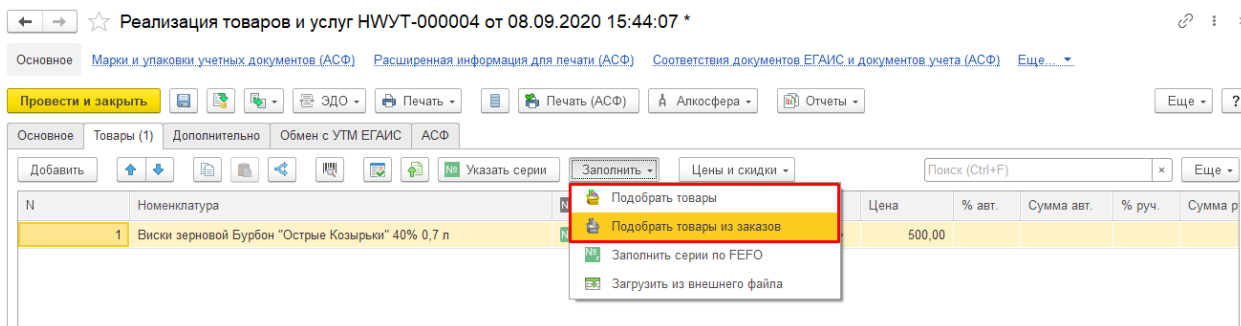 Реализация товаров и услуг НWУТ-000004 от 08.09.2020 15:44:07 *
Основное Марки и упаковки учетных документов (АСФ) Расширенная информация для печати (АСФ) Соответствия документов ЕГАИС и документов учета (АСФ) Еще...
Провести и закрыть ЭДО Печать Печать (АСФ) Алкосфера Отчеты Еще ?
Основное Товары (1) Дополнительно Обмен с УТМ ЕГАИС АСФ
Добавить № Указать серии Заполнить Цены и скидки Поиск (Ctrl+F) × Еще
N Номенклатура Цена % авт. Сумма авт. % руч. Сумма р
1 Виски зерновой Бурбон "Острые Козырьки" 40% 0,7 л 500,00
Подобрать товары
Подобрать товары из заказов
Заполнить серии по FEFO
Загрузить из внешнего файла